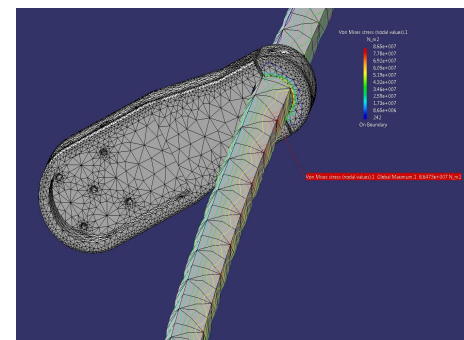 Von Mises stress (nodal values).1
N_m2
8.65e+007
7.78e+007
6.92e+007
6.05e+007
5.19e+007
4.32e+007
3.46e+007
2.59e+007
1.73e+007
8.65e+006
242
On Boundary
Von Mises stress (nodal values).1 Global Maximum.1 8.6475e+007 N_m2